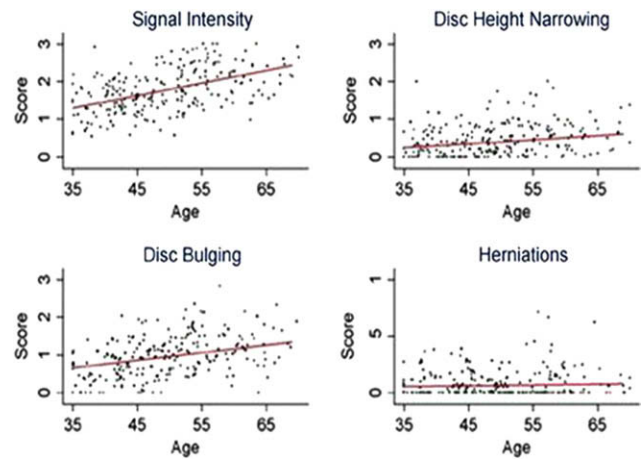 Signal Intensity
Disc Height Narrowing
Score
3
2
1
0
35 45 55 65
Age
Score
3
2
1
0
35 45 55 65
Age
Disc Bulging
Herniations
Score
3
2
1
0
35 45 55 65
Age
Score
1
5
0
35 45 55 65
Age